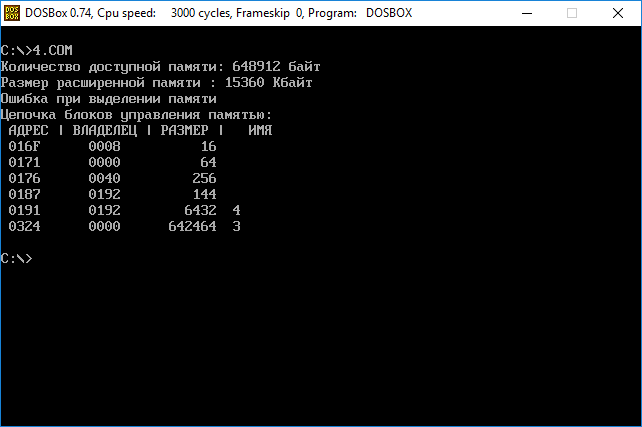 DOS BOX DOSBox 0.74, Cpu speed: 3000 cycles, Frameskip 0, Program: DOSBOX
C:\>4.COM
Количество доступной памяти: 648912 байт
Размер расширенной памяти : 15360 Кбайт
Ошибка при выделении памяти
Цепочка блоков управления памятью:
АДРЕС | ВЛАДЕЛЕЦ | РАЗМЕР | ИМЯ
016F 0008 16
0171 0000 64
0176 0040 256
0187 0192 144
0191 0192 6432 4
0324 0000 642464 3
C:\>